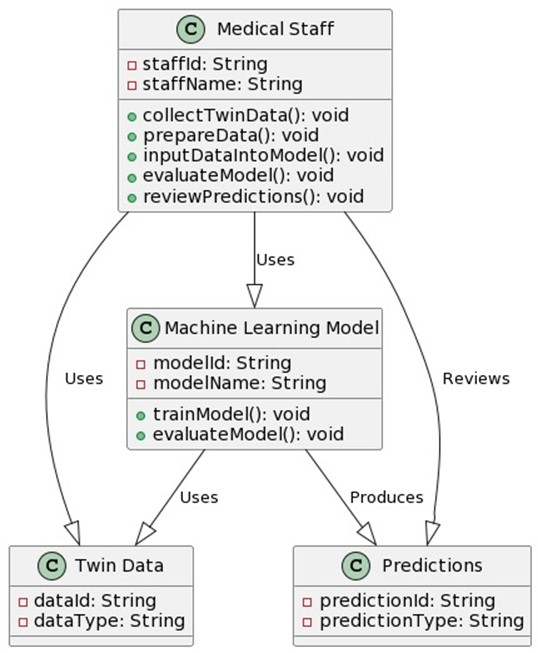 C Medical Staff
staffId: String
staffName: String
collectTwinData(): void
prepareData(): void
inputDataIntoModel(): void
evaluateModel(): void
reviewPredictions(): void
Uses
C Machine Learning Model
modelId: String
modelName: String
trainModel(): void
evaluateModel(): void
Uses
Reviews
Uses
Produces
C Twin Data
dataId: String
dataType: String
C Predictions
predictionId: String
predictionType: String